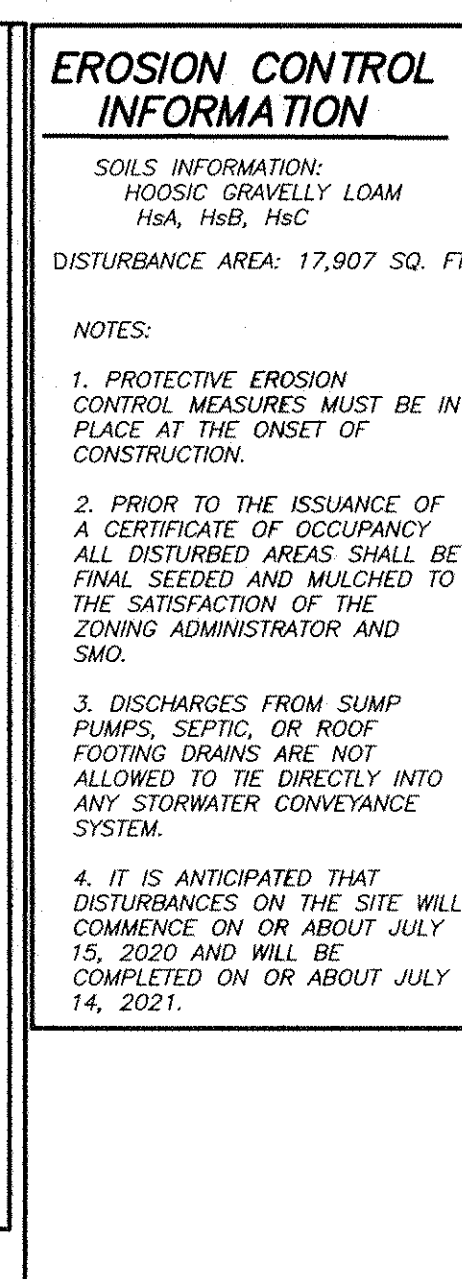 EROSION CONTROL
INFORMATION
SOILS INFORMATION:
HOOSIC GRAVELLY LOAM
HsA, HsB, HsC
DISTURBANCE AREA: 17,907 SQ. FT
NOTES:
1. PROTECTIVE EROSION
CONTROL MEASURES MUST BE IN
PLACE AT THE ONSET OF
CONSTRUCTION.
2. PRIOR TO THE ISSUANCE OF
A CERTIFICATE OF OCCUPANCY
ALL DISTURBED AREAS SHALL BE
FINAL SEEDED AND MULCHED TO
THE SATISFACTION OF THE
ZONING ADMINISTRATOR AND
SMO.
3. DISCHARGES FROM SUMP
PUMPS, SEPTIC, OR ROOF
FOOTING DRAINS ARE NOT
ALLOWED TO TIE DIRECTLY INTO
ANY STORWATER CONVEYANCE
SYSTEM.
4. IT IS ANTICIPATED THAT
DISTURBANCES ON THE SITE WILL
COMMENCE ON OR ABOUT JULY
15, 2020 AND WILL BE
COMPLETED ON OR ABOUT JULY
14, 2021.